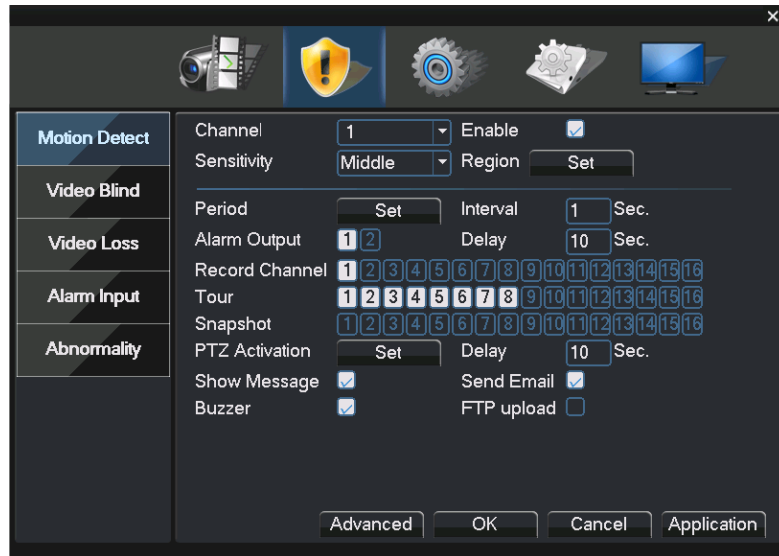 ×
Motion Detect
Video Blind
Video Loss
Alarm Input
Abnormality
Channel 1 Enable
Sensitivity Middle Region Set
Period Set Interval 1 Sec.
Alarm Output 1 2 Delay 10 Sec.
Record Channel 1 2 3 4 5 6 7 8 9 10 11 12 13 14 15 16
Tour 1 2 3 4 5 6 7 8 9 10 11 12 13 14 15 16
Snapshot 1 2 3 4 5 6 7 8 9 10 11 12 13 14 15 16
PTZ Activation Set Delay 10 Sec.
Show Message Send Email
Buzzer FTP upload
Advanced OK Cancel Application